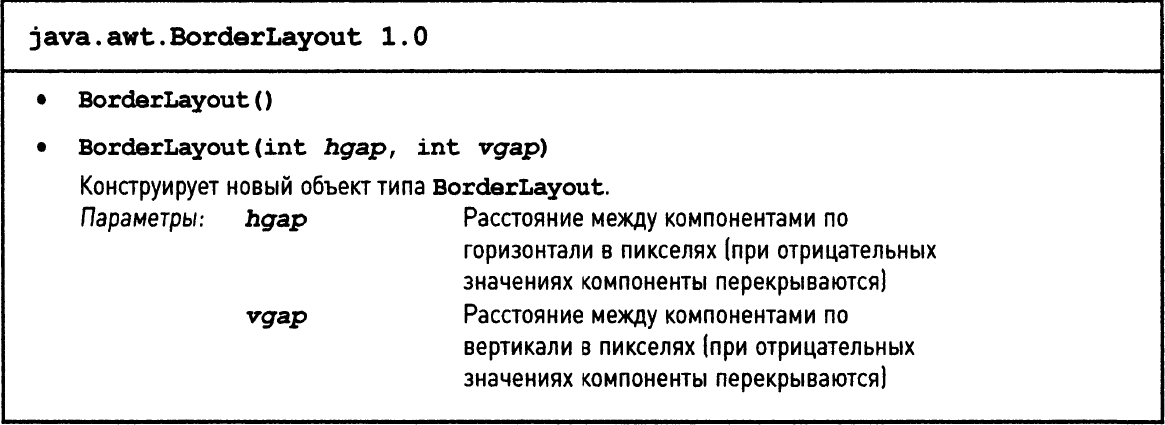 java.awt.BorderLayout 1.0
• BorderLayout()
• BorderLayout(int hgap, int vgap)
Конструирует новый объект типа BorderLayout.
Параметры: hgap Расстояние между компонентами по
горизонтали в пикселях (при отрицательных
значениях компоненты перекрываются)
vgap Расстояние между компонентами по
вертикали в пикселях (при отрицательных
значениях компоненты перекрываются)